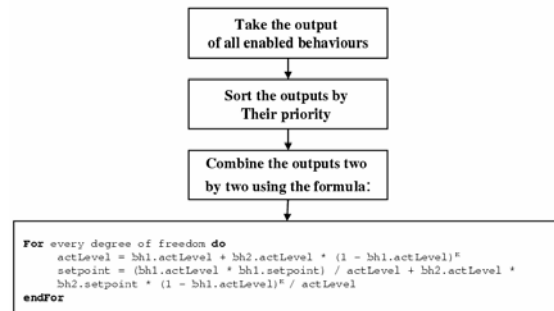 Take the output
of all enabled behaviours
Sort the outputs by
Their priority
Combine the outputs two
by two using the formula:
For every degree of freedom do
actLevel = bh1.actLevel + bh2.actLevel * (1 - bh1.actLevel)ᴷ
setpoint = (bh1.actLevel * bh1.setpoint) / actLevel + bh2.actLevel *
bh2.setpoint * (1 - bh1.actLevel)ᴷ / actLevel
endFor